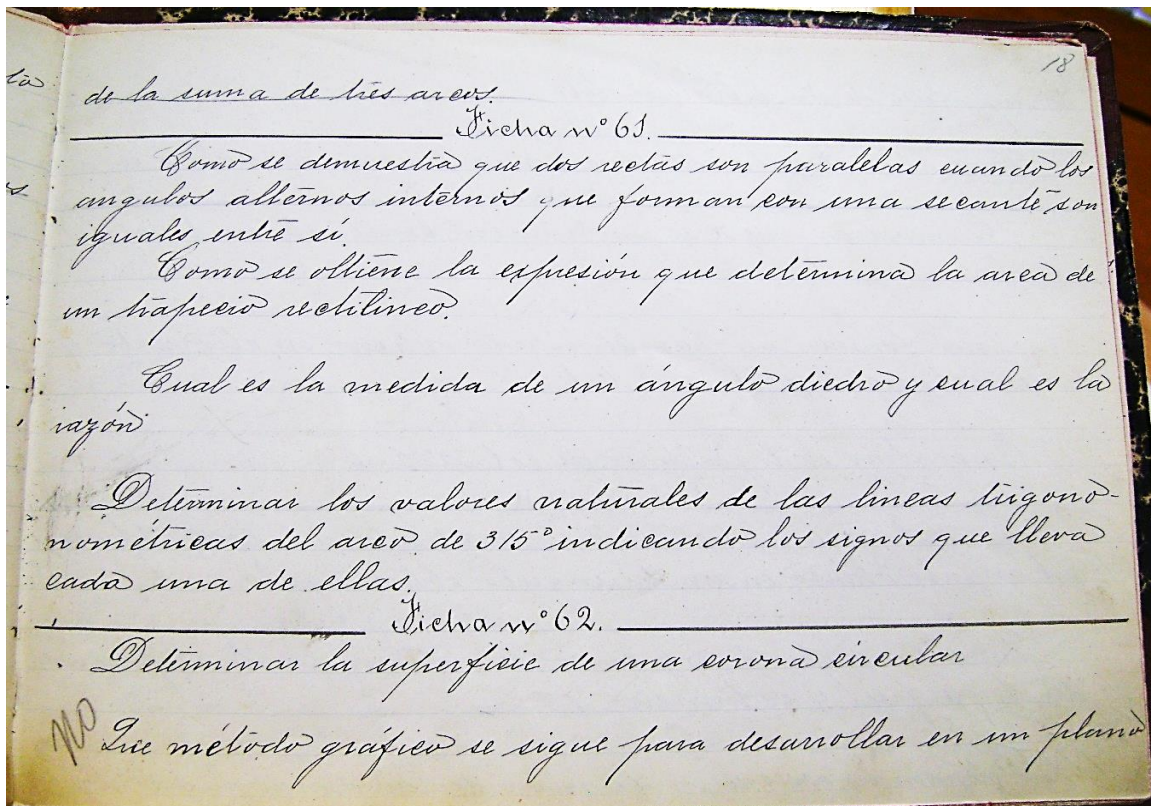 18
de la suma de tres arcos.
Ficha nº 61.
Como se demuestra que dos rectas son paralelas cuando los
angulos alternos internos que forman con una secante son
iguales entre sí.
Como se obtiene la espresión que determina la area de
un trapecio rectilineo.
Cual es la medida de un ángulo diedro y cual es la
razón
Determinar los valores naturales de las lineas trigono-
nométricas del arco de 315° indicando los signos que lleva
cada una de ellas.
Ficha nº 62.
Determinar la superficie de una corona circular
NO
Que método gráfico se sigue para desarrollar en un plano